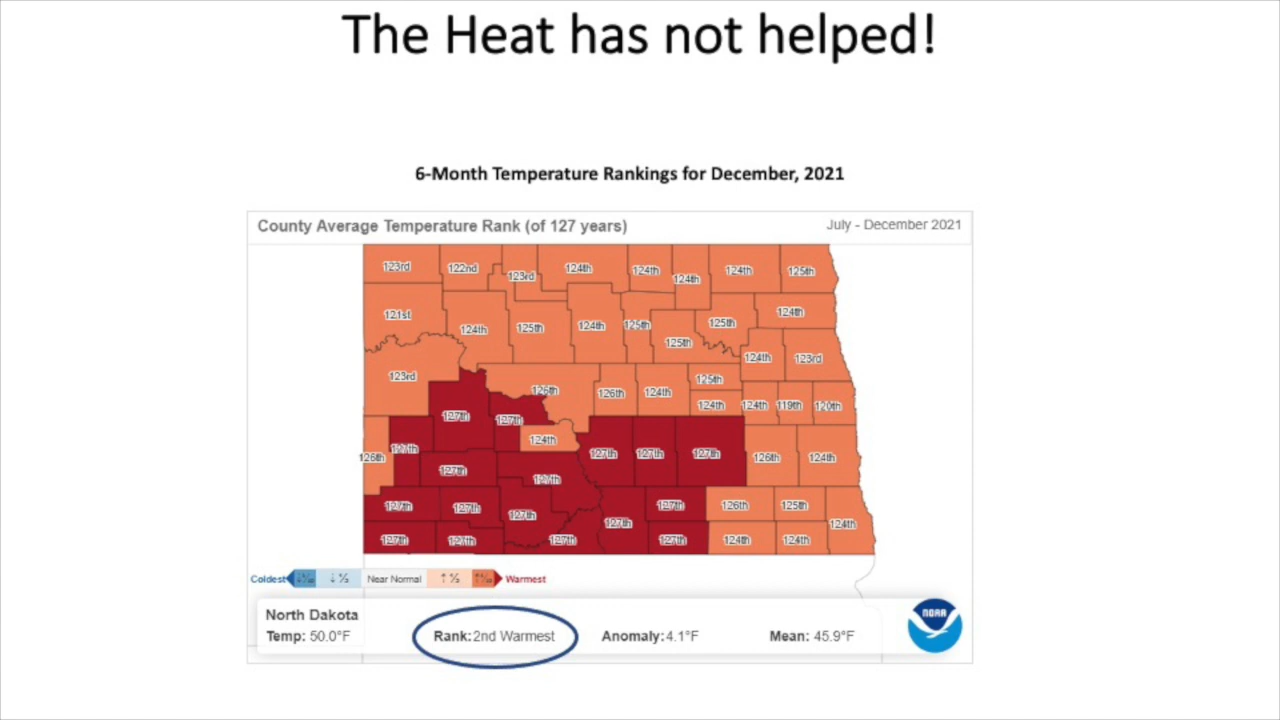 The Heat has not helped!
6-Month Temperature Rankings for December, 2021
County Average Temperature Rank (of 127 years) July - December 2021
123rd 122nd 123rd 124th 124th 124th 124th 125th
121st 124th 125th 124th 125th 125th 125th 124th
123rd 124th 123rd
126th 126th 124th 125th
127th 127th 124th 124th 119th 120th
126th 127th 124th 127th 127th 127th 126th 124th
127th 127th
127th 127th 127th 127th 127th 126th 125th 124th
127th 127th 127th 127th 124th 124th
Coldest Near Normal Warmest
North Dakota
Temp: 50.0°F Rank:2nd Warmest Anomaly:4.1°F Mean: 45.9°F
NOAA